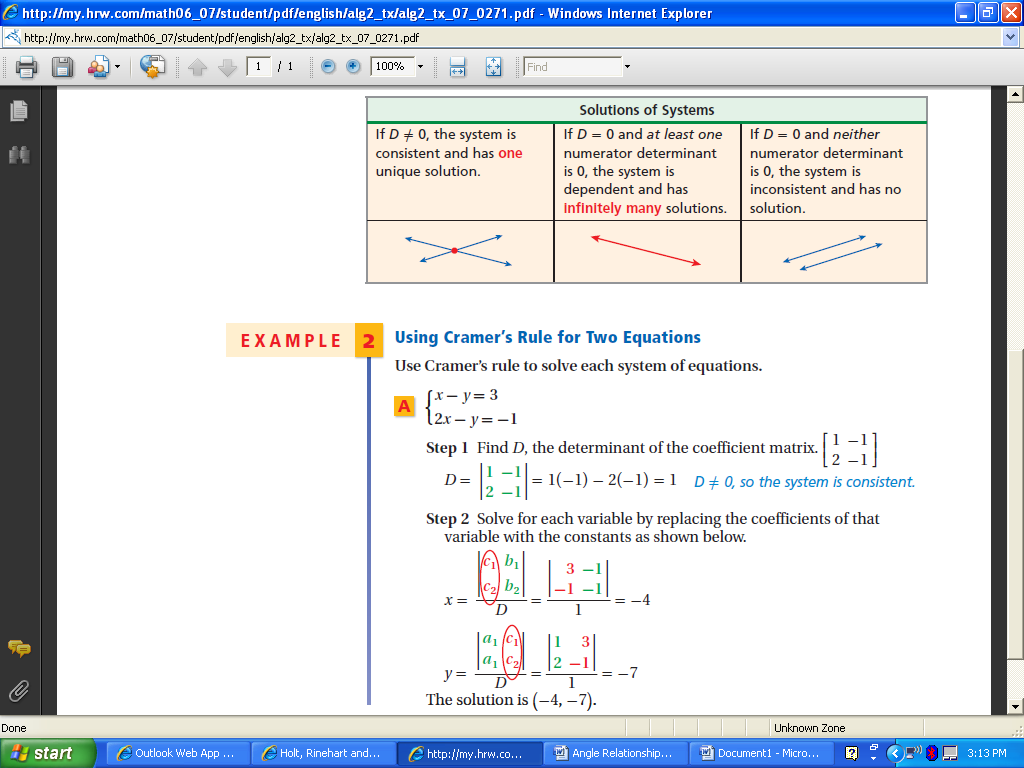 http://my.hrw.com/math06_07/student/pdf/english/alg2_tx/alg2_tx_07_0271.pdf - Windows Internet Explorer
http://my.hrw.com/math06_07/student/pdf/english/alg2_tx/alg2_tx_07_0271.pdf
1 / 1 100% Find
Solutions of Systems
If D ≠ 0, the system is
consistent and has one
unique solution.
If D = 0 and at least one
numerator determinant
is 0, the system is
dependent and has
infinitely many solutions.
If D = 0 and neither
numerator determinant
is 0, the system is
inconsistent and has no
solution.
EXAMPLE 2 Using Cramer's Rule for Two Equations
Use Cramer's rule to solve each system of equations.
A { x − y = 3
2x − y = −1
Step 1 Find D, the determinant of the coefficient matrix. [1 −1
2 −1]
D = |1 −1
2 −1| = 1(−1) − 2(−1) = 1 D ≠ 0, so the system is consistent.
Step 2 Solve for each variable by replacing the coefficients of that
variable with the constants as shown below.
|c₁ b₁| |3 −1|
|c₂ b₂| |−1 −1|
x = D = 1 = −4
|a₁ c₁| |1 3|
|a₁ c₂| |2 −1|
y = D = 1 = −7
The solution is (−4, −7).
Done Unknown Zone
start Outlook Web App ... Holt, Rinehart and... http://my.hrw.co... Angle Relationship... Document1 - Micro... 3:13 PM